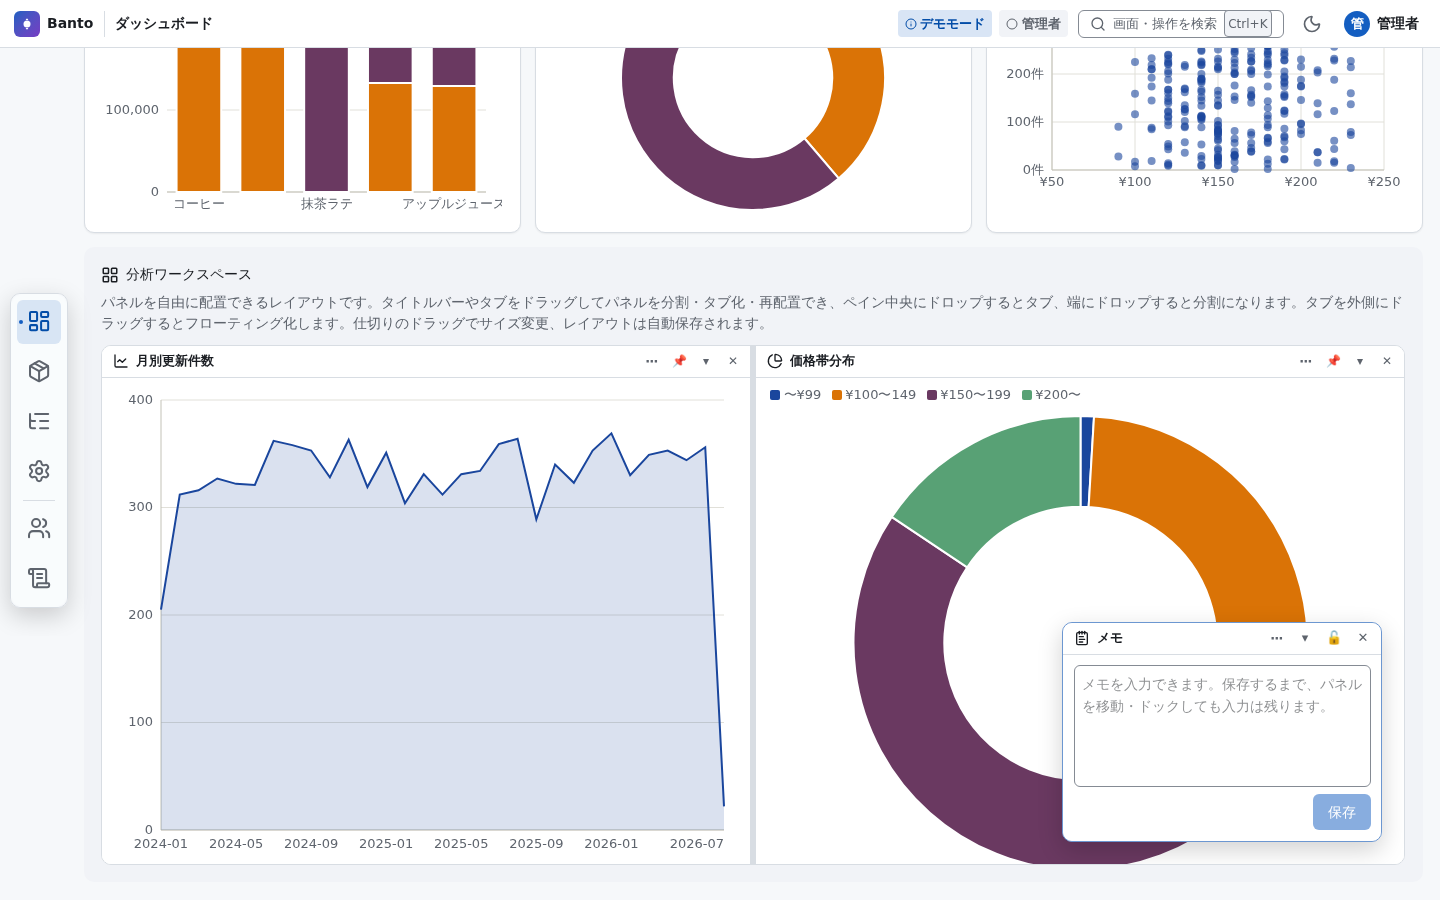 Banto
ダッシュボード
デモモード
管理者
画面・操作を検索
Ctrl+K
管
管理者
100,000
0
コーヒー
抹茶ラテ
アップルジュース
200件
100件
0件
¥50
¥100
¥150
¥200
¥250
分析ワークスペース
パネルを自由に配置できるレイアウトです。タイトルバーやタブをドラッグしてパネルを分割・タブ化・再配置でき、ペイン中央にドロップするとタブ、端にドロップすると分割になります。タブを外側にド
ラッグするとフローティング化します。仕切りのドラッグでサイズ変更、レイアウトは自動保存されます。
月別更新件数
400
300
200
100
0
2024-01
2024-05
2024-09
2025-01
2025-05
2025-09
2026-01
2026-07
価格帯分布
〜¥99
¥100〜149
¥150〜199
¥200〜
メモ
メモを入力できます。保存するまで、パネル
を移動・ドックしても入力は残ります。
保存